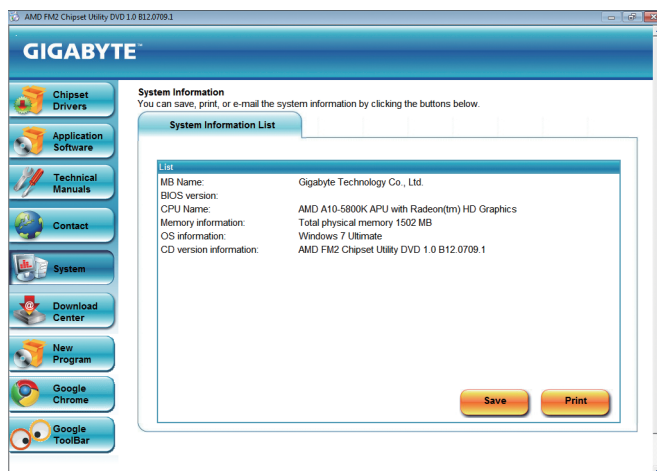 AMD FM2 Chipset Utility DVD 1.0 B12.0709.1
GIGABYTE™
Chipset
Drivers
Application
Software
Technical
Manuals
Contact
System
Download
Center
New
Program
Google
Chrome
Google
ToolBar
System Information
You can save, print, or e-mail the system information by clicking the buttons below.
System Information List
List
MB Name: Gigabyte Technology Co., Ltd.
BIOS version:
CPU Name: AMD A10-5800K APU with Radeon(tm) HD Graphics
Memory information: Total physical memory 1502 MB
OS information: Windows 7 Ultimate
CD version information: AMD FM2 Chipset Utility DVD 1.0 B12.0709.1
Save Print